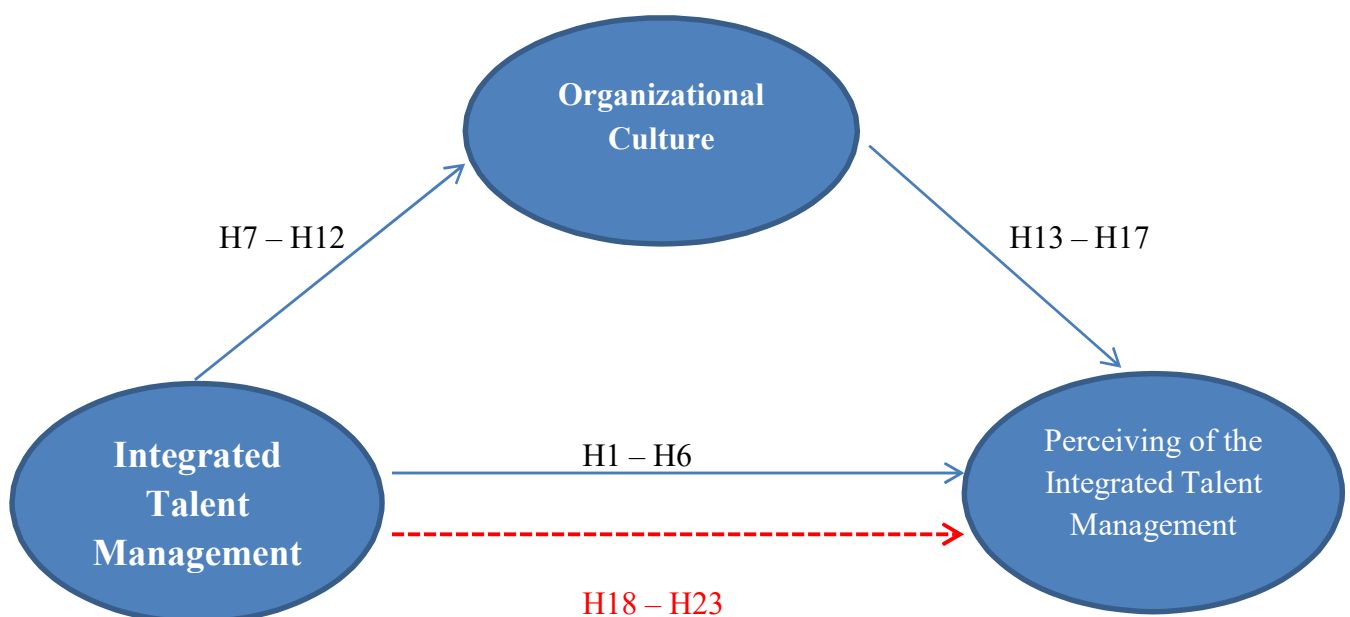 Organizational
Culture
H7 – H12
H13 – H17
Integrated
Talent
Management
H1 – H6
Perceiving of the
Integrated Talent
Management
H18 – H23